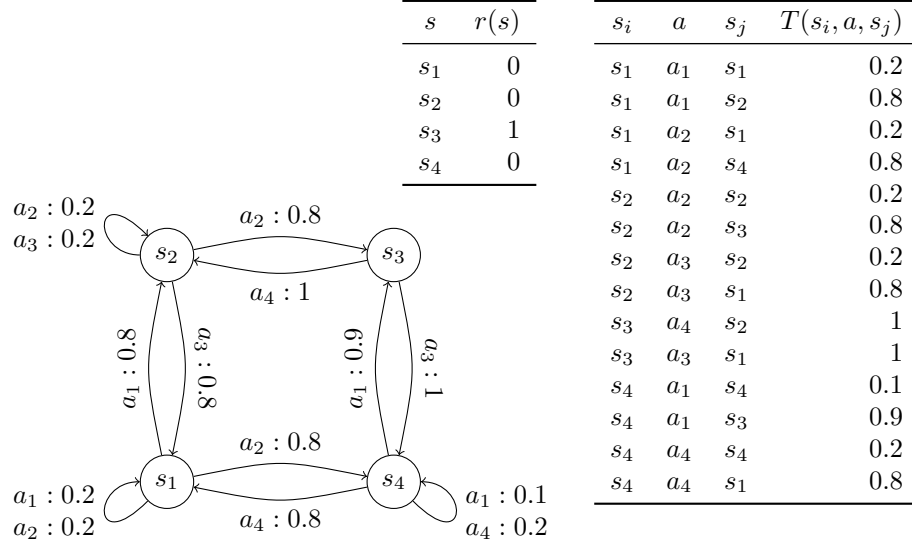 s r(s)
s₁ 0
s₂ 0
s₃ 1
s₄ 0
sᵢ a sⱼ T(sᵢ, a, sⱼ)
s₁ a₁ s₁ 0.2
s₁ a₁ s₂ 0.8
s₁ a₂ s₁ 0.2
s₁ a₂ s₄ 0.8
s₂ a₂ s₂ 0.2
s₂ a₂ s₃ 0.8
s₂ a₃ s₂ 0.2
s₂ a₃ s₁ 0.8
s₃ a₄ s₂ 1
s₃ a₃ s₁ 1
s₄ a₁ s₄ 0.1
s₄ a₁ s₃ 0.9
s₄ a₄ s₄ 0.2
s₄ a₄ s₁ 0.8
a₂ : 0.2
a₃ : 0.2
s₂
a₂ : 0.8
a₄ : 1
s₃
a₁ : 0.8
a₃ : 0.8
a₁ : 0.9
a₃ : 1
s₁
a₂ : 0.8
a₄ : 0.8
s₄
a₁ : 0.2
a₂ : 0.2
a₁ : 0.1
a₄ : 0.2